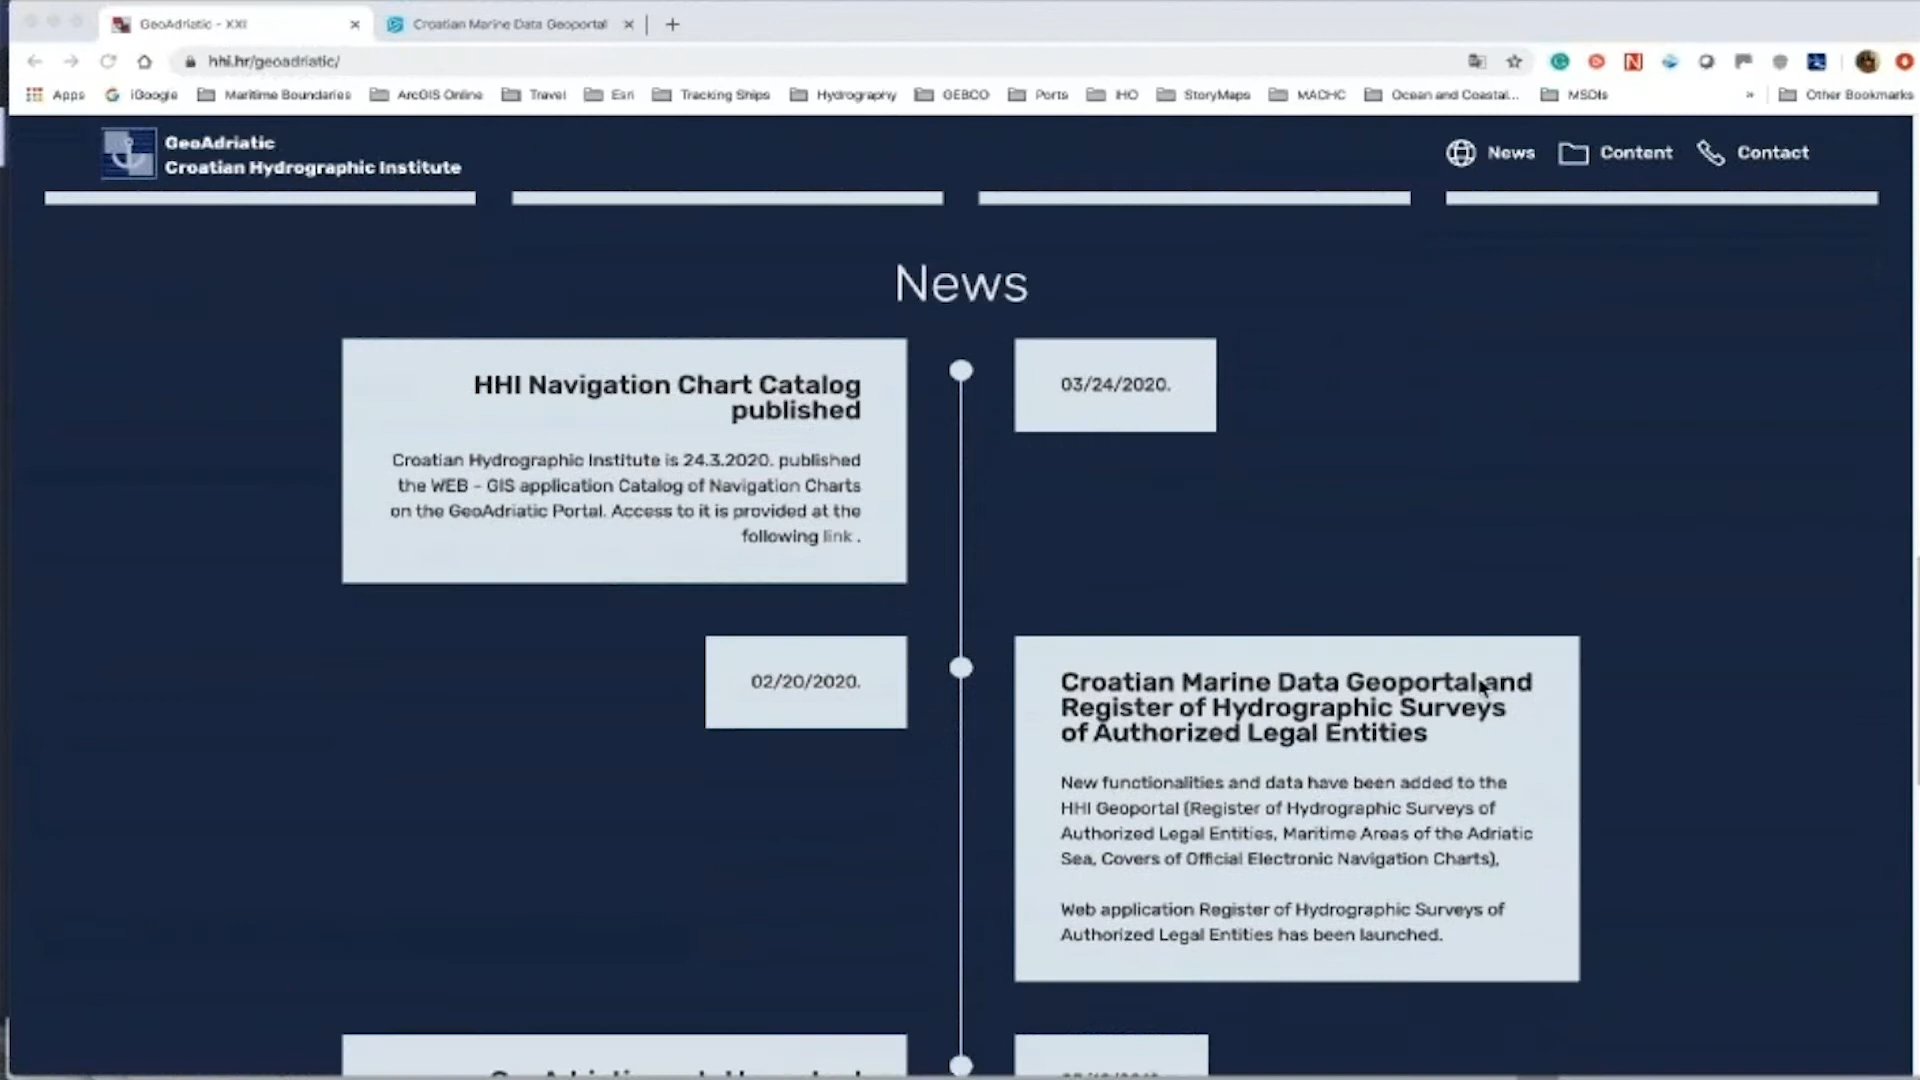 GeoAdriatic - XXI
Croatian Marine Data Geoportal
hhi.hr/geoadriatic/
Apps
iGoogle
Maritime Boundaries
ArcGIS Online
Travel
Esri
Tracking Ships
Hydrography
GEBCO
Ports
IHO
StoryMaps
MACHC
Ocean and Coastal...
MSDIs
»
Other Bookmarks
GeoAdriatic
Croatian Hydrographic Institute
News
Content
Contact
News
HHI Navigation Chart Catalog
published
Croatian Hydrographic Institute is 24.3.2020. published
the WEB - GIS application Catalog of Navigation Charts
on the GeoAdriatic Portal. Access to it is provided at the
following link .
03/24/2020.
02/20/2020.
Croatian Marine Data Geoportal and
Register of Hydrographic Surveys
of Authorized Legal Entities
New functionalities and data have been added to the
HHI Geoportal (Register of Hydrographic Surveys of
Authorized Legal Entities, Maritime Areas of the Adriatic
Sea, Covers of Official Electronic Navigation Charts),
Web application Register of Hydrographic Surveys of
Authorized Legal Entities has been launched.